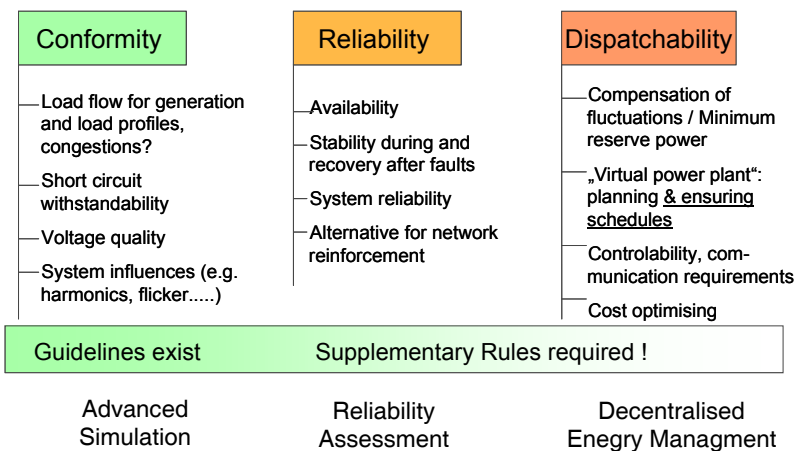 Conformity
Load flow for generation
and load profiles,
congestions?
Short circuit
withstandability
Voltage quality
System influences (e.g.
harmonics, flicker.....)
Reliability
Availability
Stability during and
recovery after faults
System reliability
Alternative for network
reinforcement
Dispatchability
Compensation of
fluctuations / Minimum
reserve power
„Virtual power plant“:
planning & ensuring
schedules
Controlability, com-
munication requirements
Cost optimising
Guidelines exist
Supplementary Rules required !
Advanced
Simulation
Reliability
Assessment
Decentralised
Enegry Managment